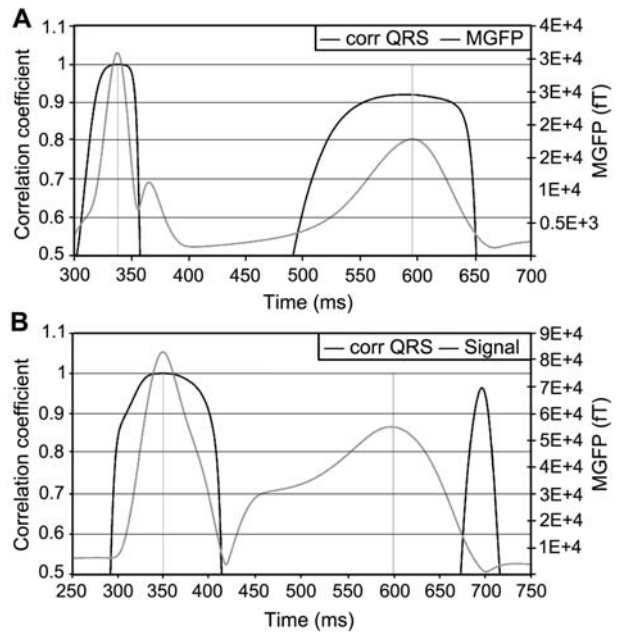 A
Correlation coefficient
1.1
1
0.9
0.8
0.7
0.6
0.5
corr QRS MGFP
4E+4
3E+4
3E+4
2E+4
2E+4
1E+4
0.5E+3
MGFP (fT)
300 350 400 450 500 550 600 650 700
Time (ms)
B
Correlation coefficient
1.1
1
0.9
0.8
0.7
0.6
0.5
corr QRS Signal
9E+4
8E+4
7E+4
6E+4
5E+4
4E+4
3E+4
2E+4
1E+4
MGFP (fT)
250 300 350 400 450 500 550 600 650 700 750
Time (ms)